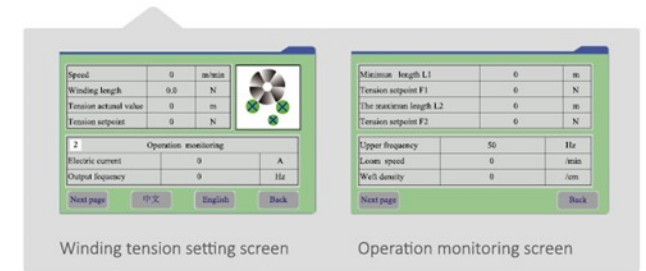 Speed 0 m/min
Winding length 0.0 N
Tension actunal value 0 m
Tension setpoint 0 N
2 Operation monitoring
Electric current 0 A
Output fequency 0 Hz
Next page 中文 English Back
Winding tension setting screen
Minimun length L1 0 m
Tension setpoint F1 0 N
The maximun length L2 0 m
Tension setpoint F2 0 N
Upper frequency 50 Hz
Loom speed 0 /min
Weft density 0 /cm
Next page Back
Operation monitoring screen